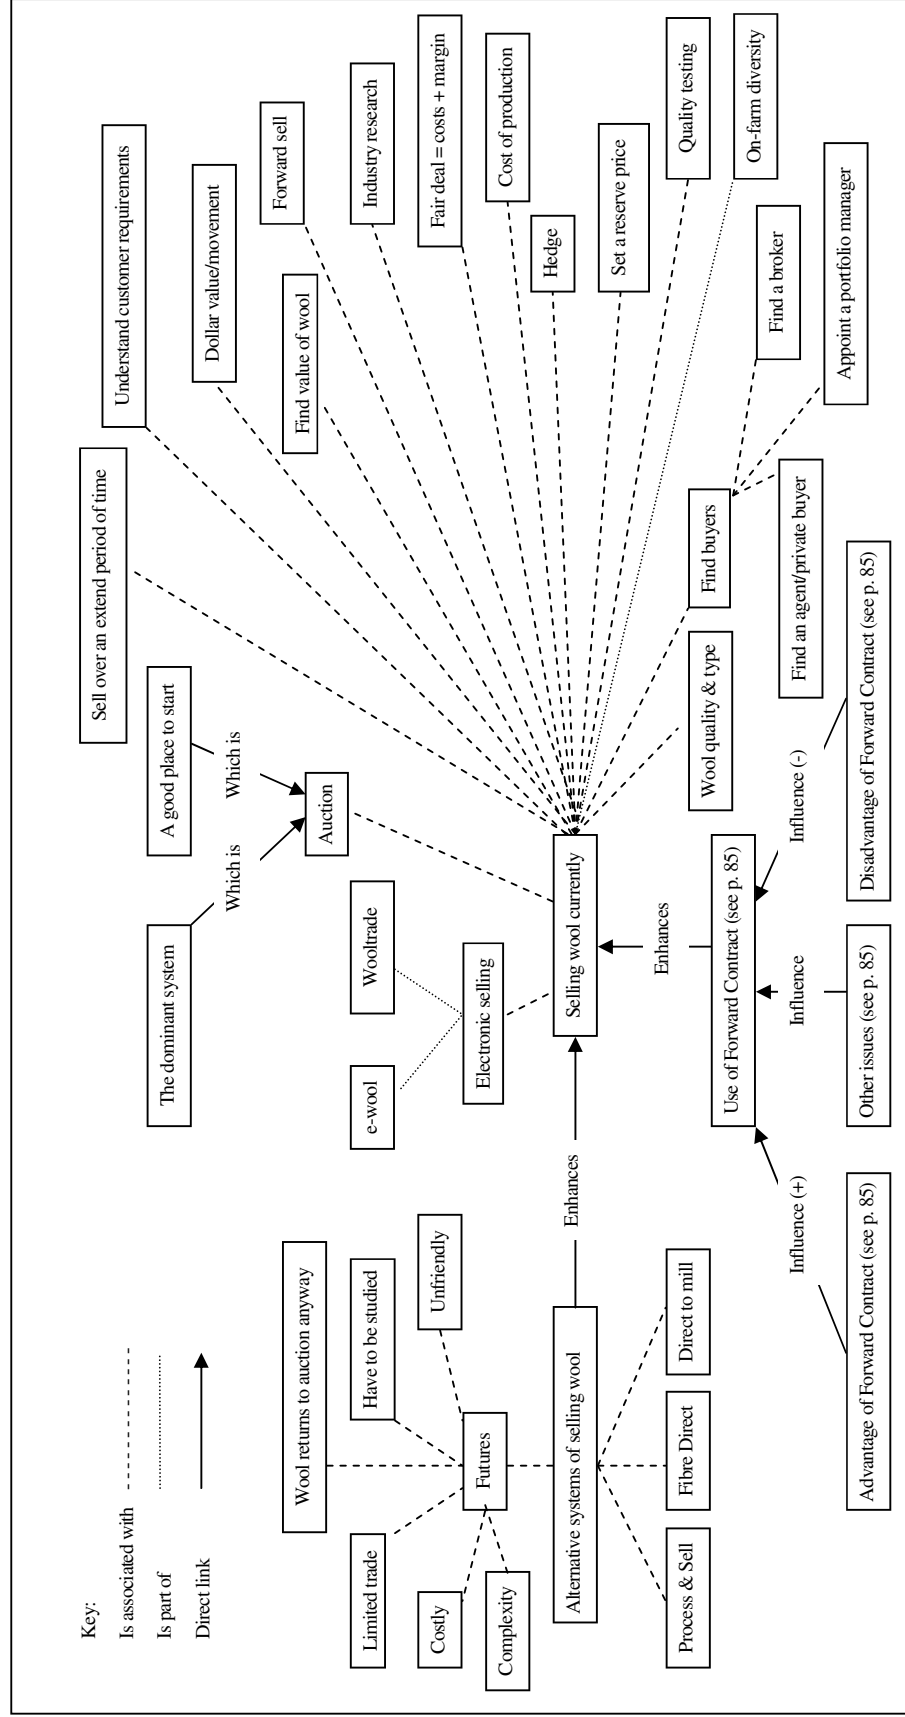 Key:
Is associated with
Is part of
Direct link
Sell over an extend period of time
Understand customer requirements
The dominant system
A good place to start
Dollar value/movement
Which is
Which is
Forward sell
Wool returns to auction anyway
Auction
Find value of wool
Limited trade
Have to be studied
e-wool
Wooltrade
Industry research
Costly
Unfriendly
Fair deal = costs + margin
Complexity
Futures
Electronic selling
Cost of production
Hedge
Alternative systems of selling wool
Enhances
Selling wool currently
Set a reserve price
Process & Sell
Fibre Direct
Direct to mill
Enhances
Wool quality & type
Find buyers
Quality testing
On-farm diversity
Use of Forward Contract (see p. 85)
Find a broker
Influence (+)
Influence
Influence (-)
Find an agent/private buyer
Appoint a portfolio manager
Advantage of Forward Contract (see p. 85)
Other issues (see p. 85)
Disadvantage of Forward Contract (see p. 85)